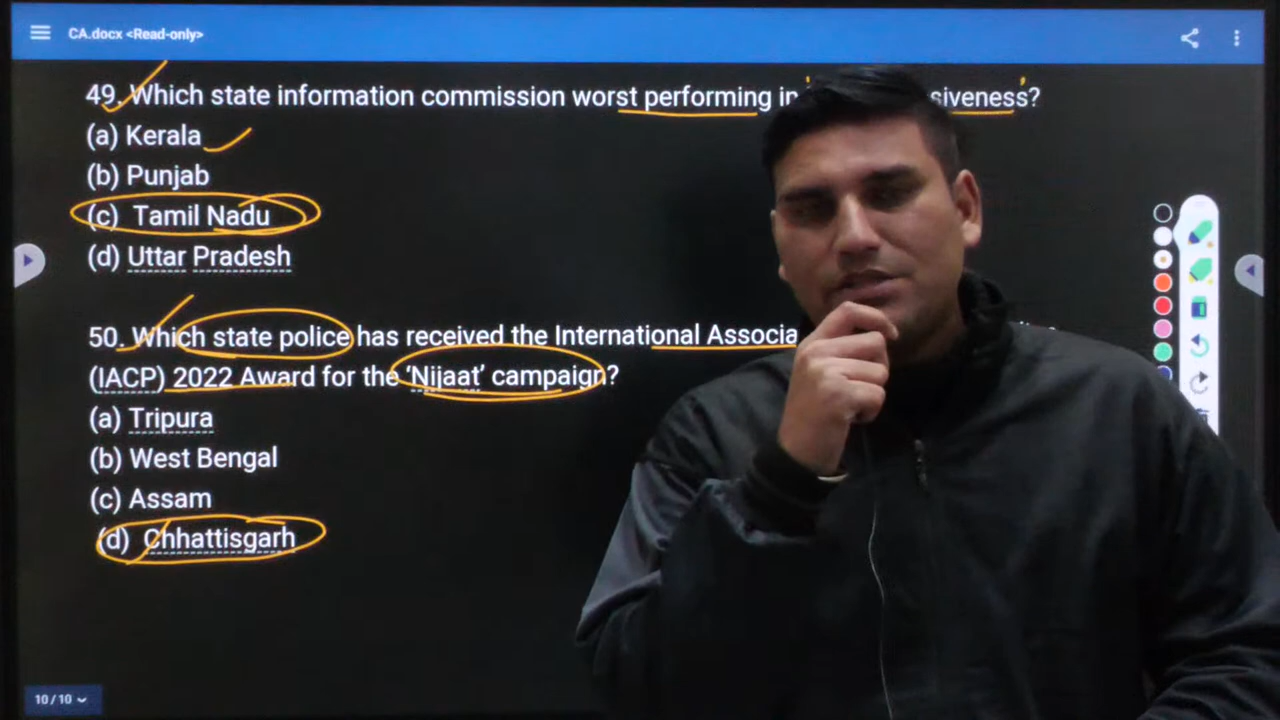 CA.docx <Read-only>
49. Which state information commission worst performing in siveness’?
(a) Kerala
(b) Punjab
(c) Tamil Nadu
(d) Uttar Pradesh
50. Which state police has received the International Associa
(IACP) 2022 Award for the ‘Nijaat’ campaign?
(a) Tripura
(b) West Bengal
(c) Assam
(d) Chhattisgarh
10/10